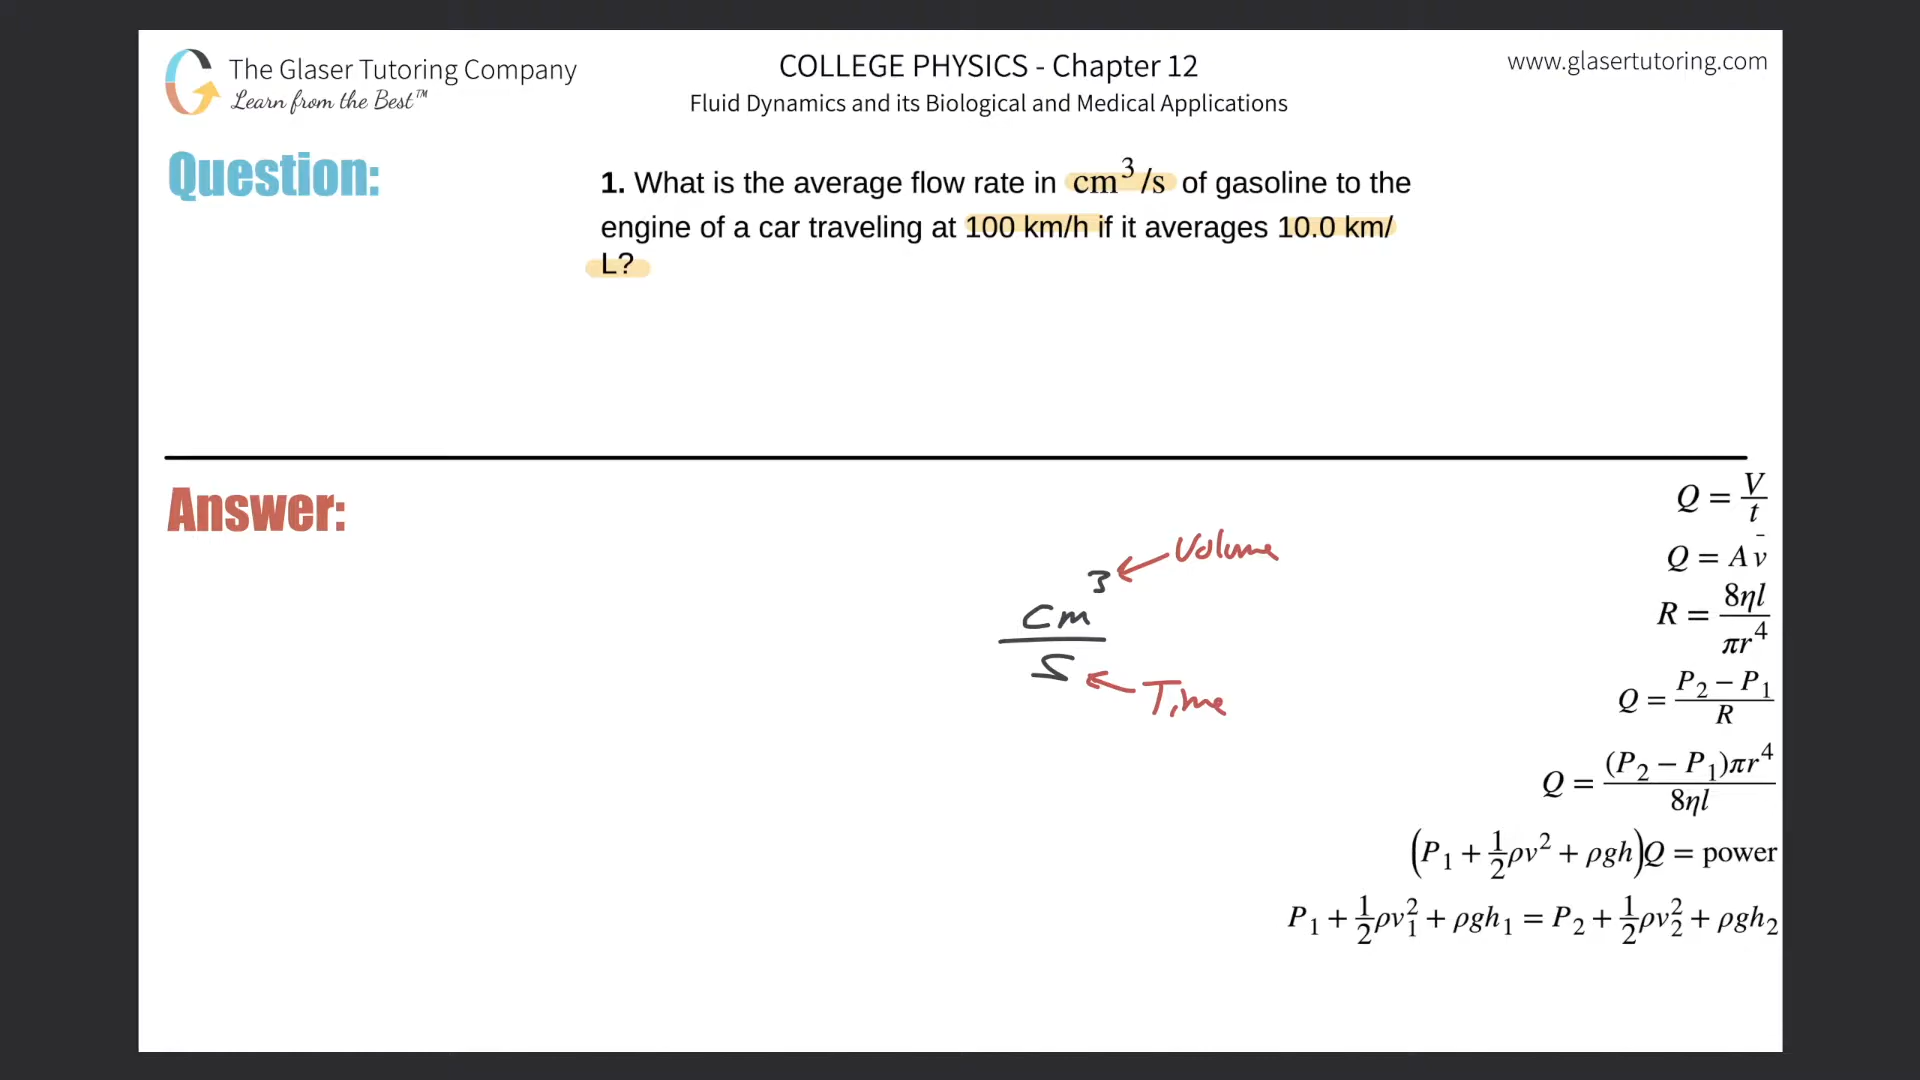 The Glaser Tutoring Company
Learn from the Best™
COLLEGE PHYSICS - Chapter 12
Fluid Dynamics and its Biological and Medical Applications
www.glasertutoring.com
Question:
1. What is the average flow rate in cm³/s of gasoline to the
engine of a car traveling at 100 km/h if it averages 10.0 km/
L?
Answer:
cm³/s
Volume
Time
Q = V/t
Q = Av̄
R = 8ηl/πr⁴
Q = (P₂ − P₁)/R
Q = (P₂ − P₁)πr⁴/8ηl
(P₁ + ½ρv² + ρgh)Q = power
P₁ + ½ρv₁² + ρgh₁ = P₂ + ½ρv₂² + ρgh₂